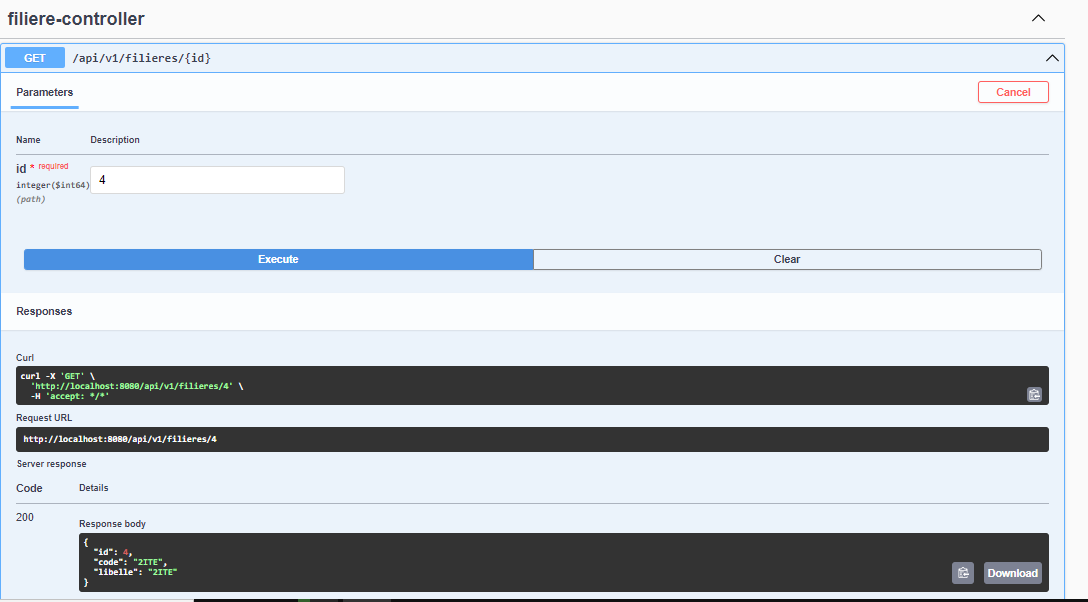 filiere-controller
GET /api/v1/filieres/{id}
Parameters
Cancel
Name Description
id * required
integer($int64)
(path)
4
Execute
Clear
Responses
Curl
curl -X 'GET' \
'http://localhost:8080/api/v1/filieres/4' \
-H 'accept: */*'
Request URL
http://localhost:8080/api/v1/filieres/4
Server response
Code Details
200
Response body
{
"id": 4,
"code": "2ITE",
"libelle": "2ITE"
}
Download